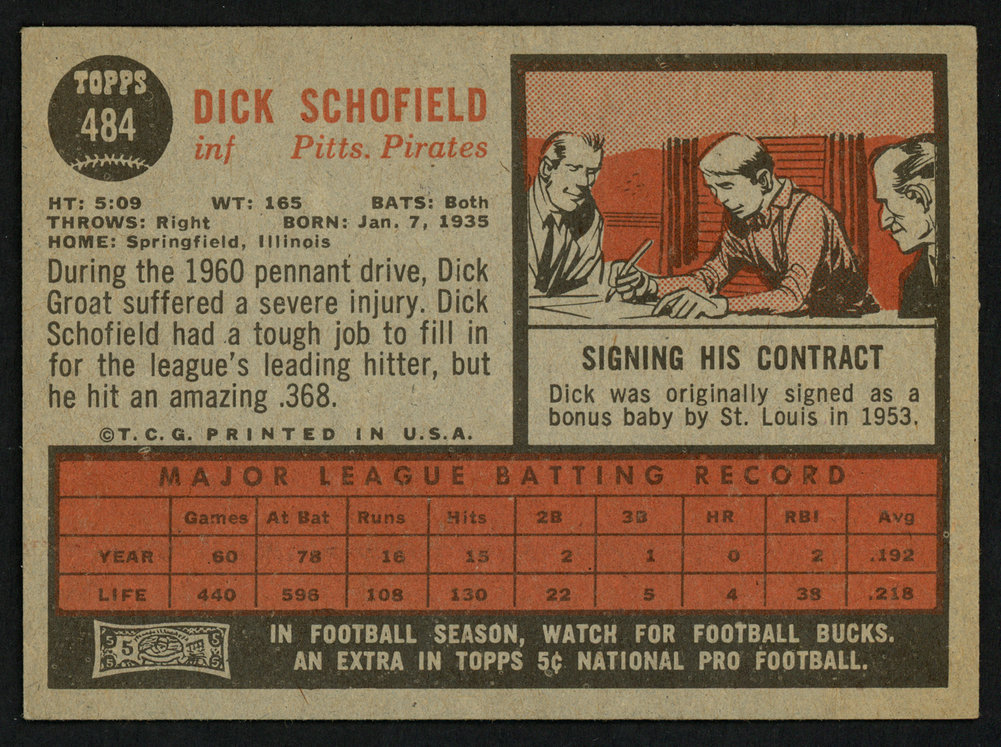 TOPPS
484
DICK SCHOFIELD
inf Pitts. Pirates
HT: 5:09 WT: 165 BATS: Both
THROWS: Right BORN: Jan. 7, 1935
HOME: Springfield, Illinois
During the 1960 pennant drive, Dick
Groat suffered a severe injury. Dick
Schofield had a tough job to fill in
for the league's leading hitter, but
he hit an amazing .368.
©T.C.G. PRINTED IN U.S.A.
SIGNING HIS CONTRACT
Dick was originally signed as a
bonus baby by St. Louis in 1953.
MAJOR LEAGUE BATTING RECORD
Games At Bat Runs Hits 2B 3B HR RBI Avg
YEAR 60 78 16 15 2 1 0 2 .192
LIFE 440 596 108 130 22 5 4 38 .218
5 5 5 5 5
IN FOOTBALL SEASON, WATCH FOR FOOTBALL BUCKS.
AN EXTRA IN TOPPS 5¢ NATIONAL PRO FOOTBALL.